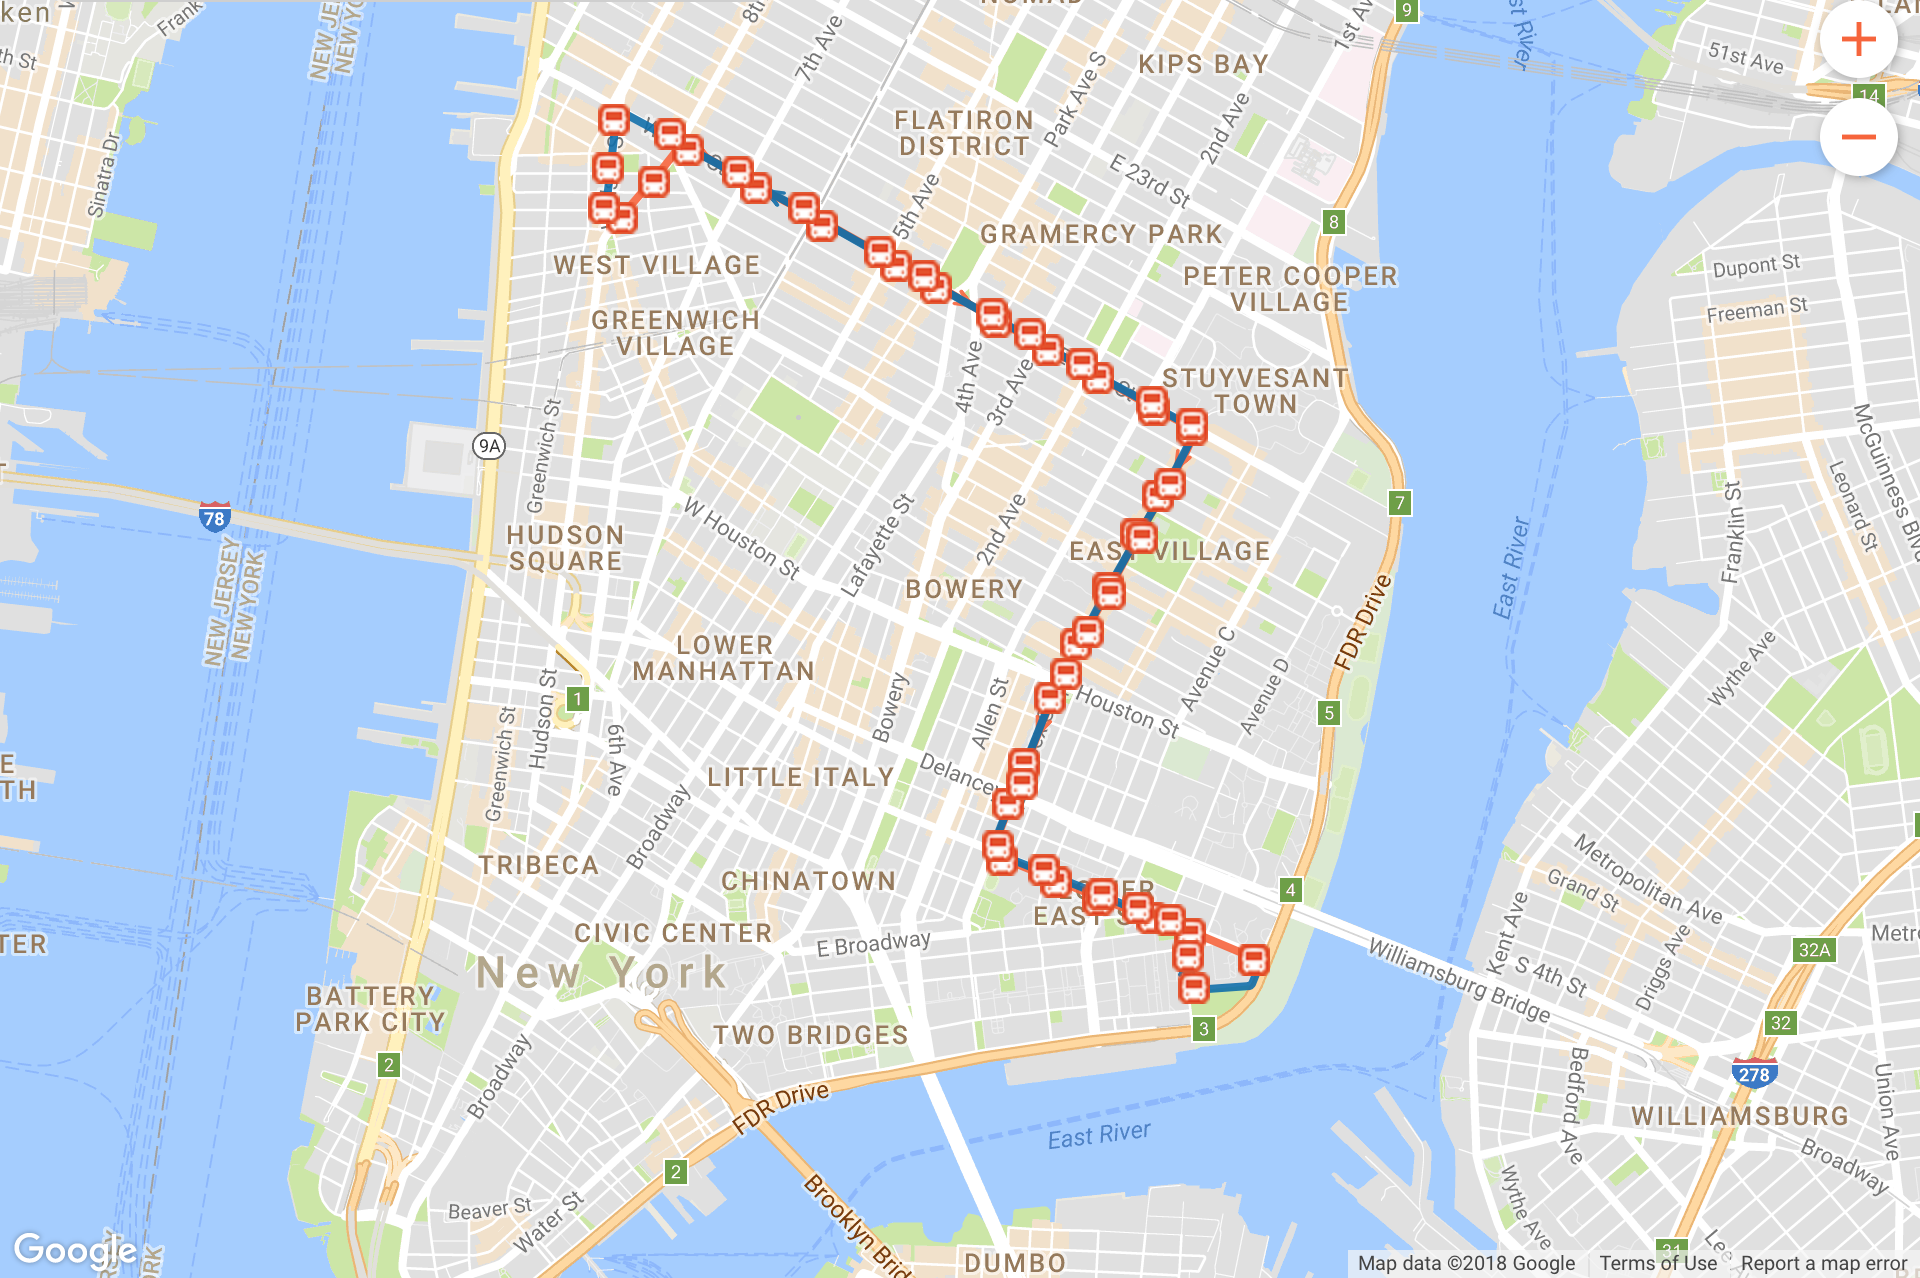 ken
Frank
NEW JERSEY
NEW YORK
8th
7th Ave
NOMAD
1st Av
9
East River
51st Ave
14
+
−
th St
Sinatra Dr
KIPS BAY
Park Ave S
2nd Ave
FLATIRON
DISTRICT
E 23rd St
8
5th Ave
GRAMERCY PARK
WEST VILLAGE
PETER COOPER
VILLAGE
Dupont St
Freeman St
GREENWICH
VILLAGE
4th Ave
3rd Ave
STUYVESANT
TOWN
9A
Greenwich St
McGuinness Blv
Leonard St
Franklin St
7
78
W Houston St
Lafayette St
2nd Ave
HUDSON
SQUARE
EAST VILLAGE
BOWERY
East River
NEW JERSEY
NEW YORK
FDR Drive
LOWER
MANHATTAN
Avenue C
Avenue D
Wythe Ave
1
Hudson St
Greenwich St
6th Ave
Bowery
Allen St
E Houston St
5
LITTLE ITALY
Delancey
E
TH
Broadway
TRIBECA
CHINATOWN
LOWER
EAST S
4
Metropolitan Ave
Grand St
Kent Ave
CIVIC CENTER
E Broadway
TER
New York
Williamsburg Bridge
S 4th St
Driggs Ave
32A
Metro
BATTERY
PARK CITY
TWO BRIDGES
3
32
2
Broadway
FDR Drive
278
Bedford Ave
Union Ave
WILLIAMSBURG
East River
Broadway
2
Brooklyn Brid
Beaver St
Water St
Wythe Ave
Google
DUMBO
31
Map data ©2018 Google
Terms of Use
Report a map error